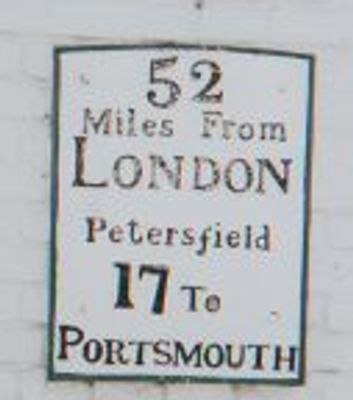 52
Miles From
LONDON
Petersfield
17 To
PORTSMOUTH